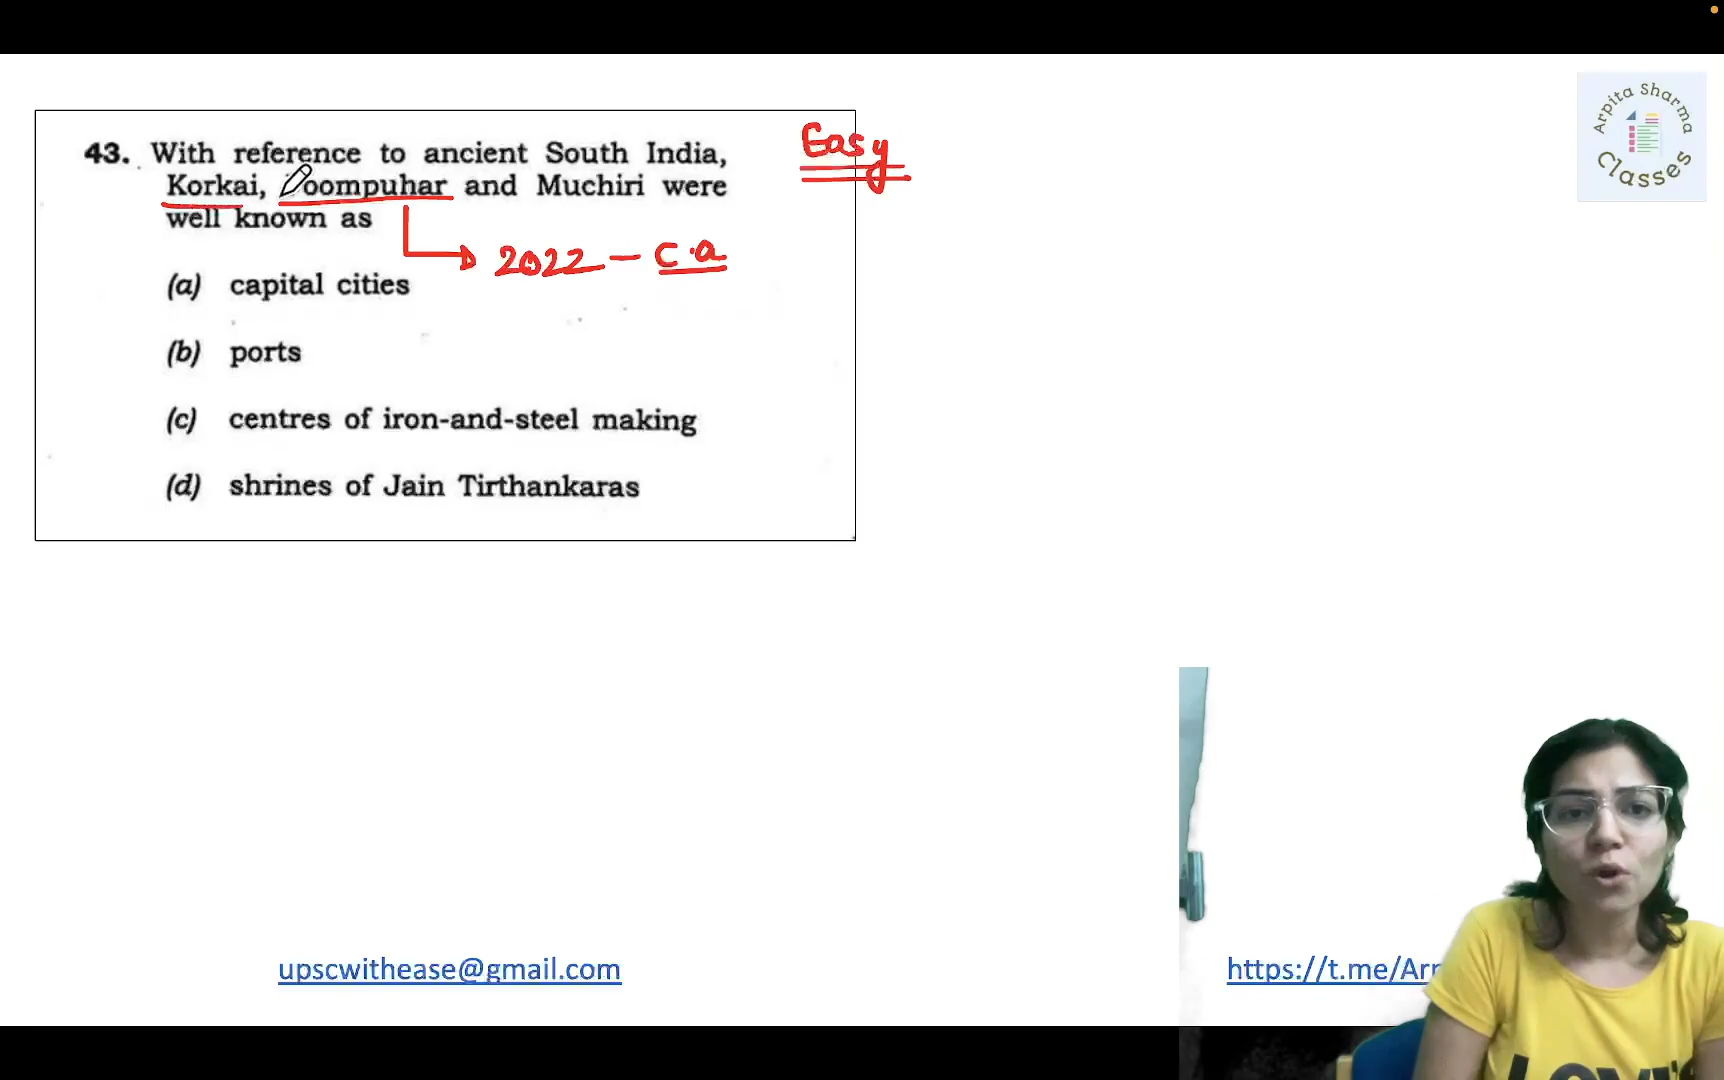 43. With reference to ancient South India,
Korkai, Poompuhar and Muchiri were
well known as
Easy
2022 – C.A
(a) capital cities
(b) ports
(c) centres of iron-and-steel making
(d) shrines of Jain Tirthankaras
Arpita Sharma
Classes
upscwithease@gmail.com
https://t.me/Arp